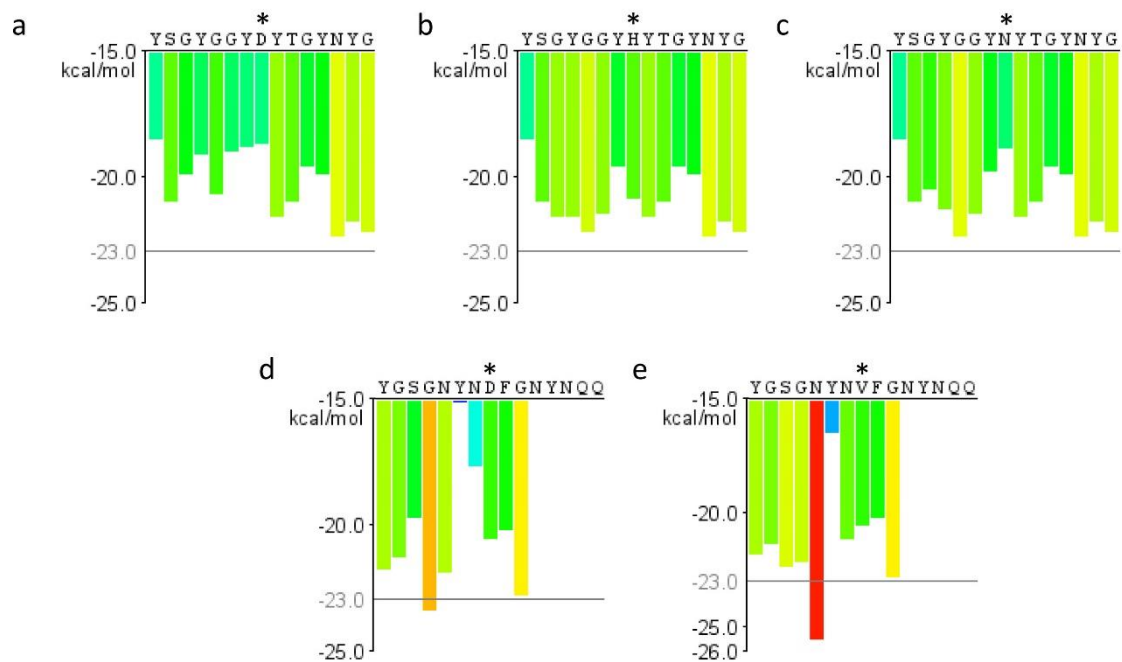 a
*
YSGYGGYDYTGYNYG
-15.0
kcal/mol
-20.0
-23.0
-25.0
b
*
YSGYGGYHYTGYNYG
-15.0
kcal/mol
-20.0
-23.0
-25.0
c
*
YSGYGGYNYTGYNYG
-15.0
kcal/mol
-20.0
-23.0
-25.0
d
*
YGSGNYNDFGNYNQQ
-15.0
kcal/mol
-20.0
-23.0
-25.0
e
*
YGSGNYNVFGNYNQQ
-15.0
kcal/mol
-20.0
-23.0
-25.0
-26.0